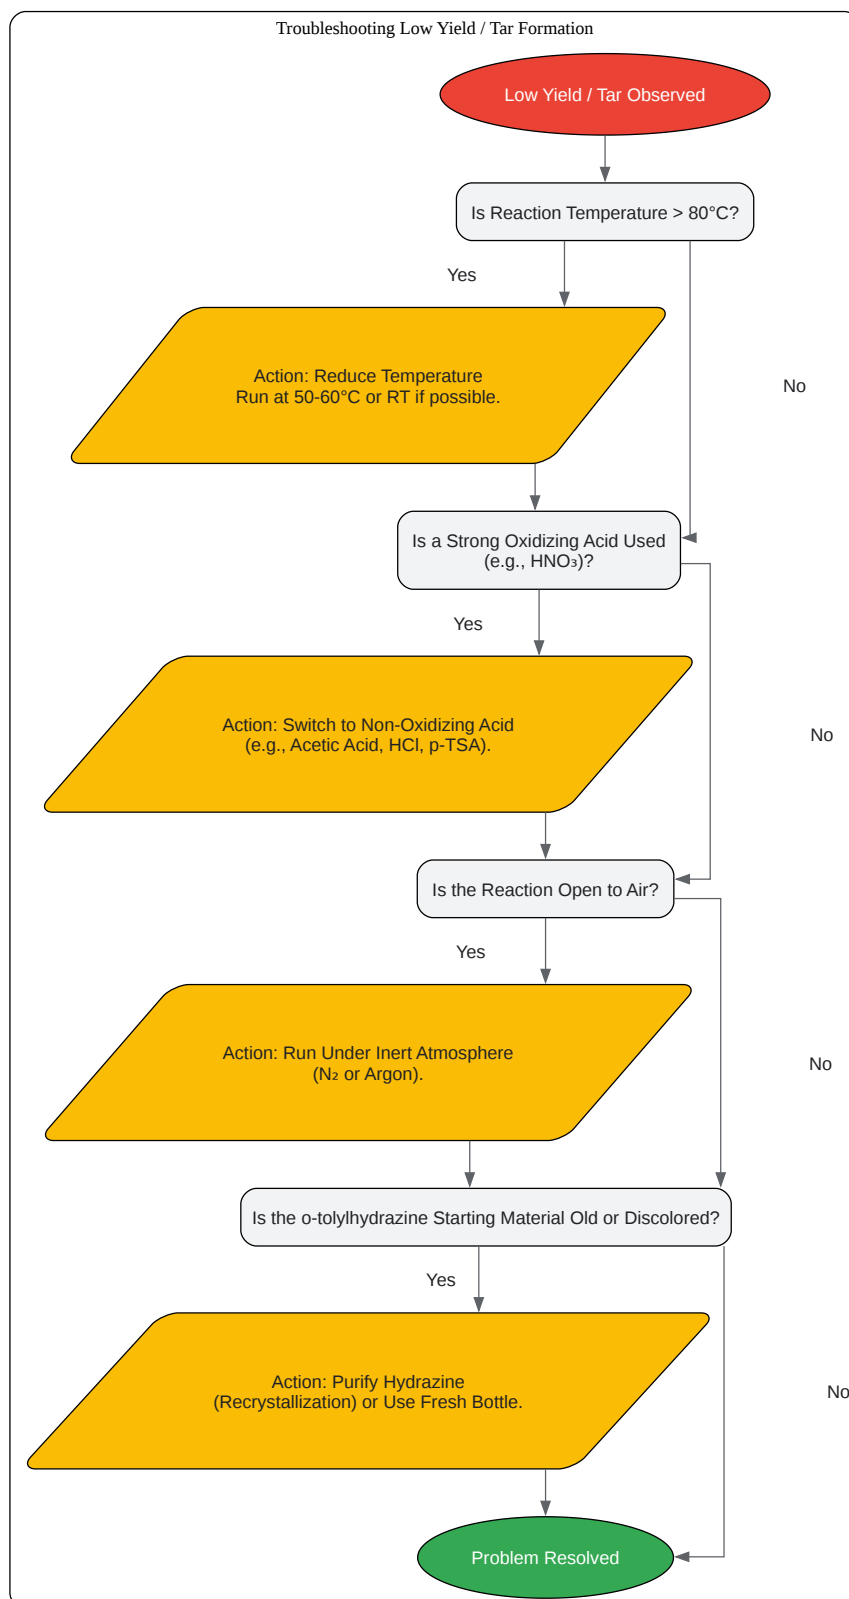 Troubleshooting Low Yield / Tar Formation
Low Yield / Tar Observed
Is Reaction Temperature > 80°C?
Yes
Action: Reduce Temperature
Run at 50-60°C or RT if possible.
No
Is a Strong Oxidizing Acid Used
(e.g., HNO₃)?
Yes
Action: Switch to Non-Oxidizing Acid
(e.g., Acetic Acid, HCl, p-TSA).
No
Is the Reaction Open to Air?
Yes
Action: Run Under Inert Atmosphere
(N₂ or Argon).
No
Is the o-tolylhydrazine Starting Material Old or Discolored?
Yes
Action: Purify Hydrazine
(Recrystallization) or Use Fresh Bottle.
No
Problem Resolved